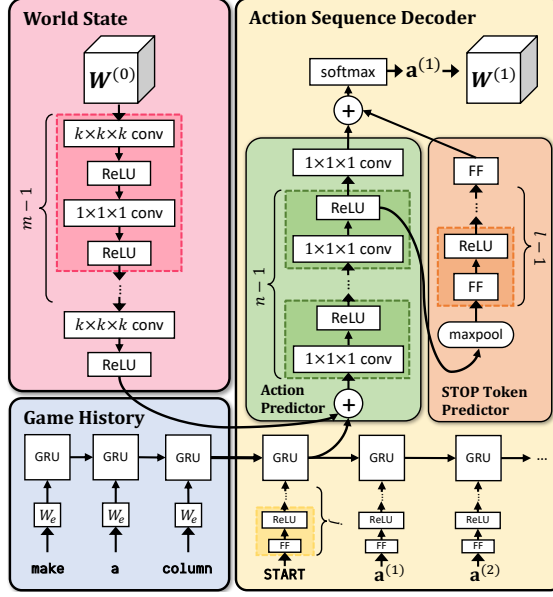 World State
W(0)
k×k×k conv
ReLU
1×1×1 conv
ReLU
m − 1
k×k×k conv
ReLU
Game History
GRU
GRU
GRU
We
We
We
make
a
column
Action Sequence Decoder
softmax
a(1)
W(1)
+
1×1×1 conv
ReLU
1×1×1 conv
n − 1
ReLU
1×1×1 conv
Action
Predictor
+
FF
ReLU
FF
l − 1
maxpool
STOP Token
Predictor
GRU
GRU
GRU
...
ReLU
FF
START
ReLU
FF
a(1)
ReLU
FF
a(2)